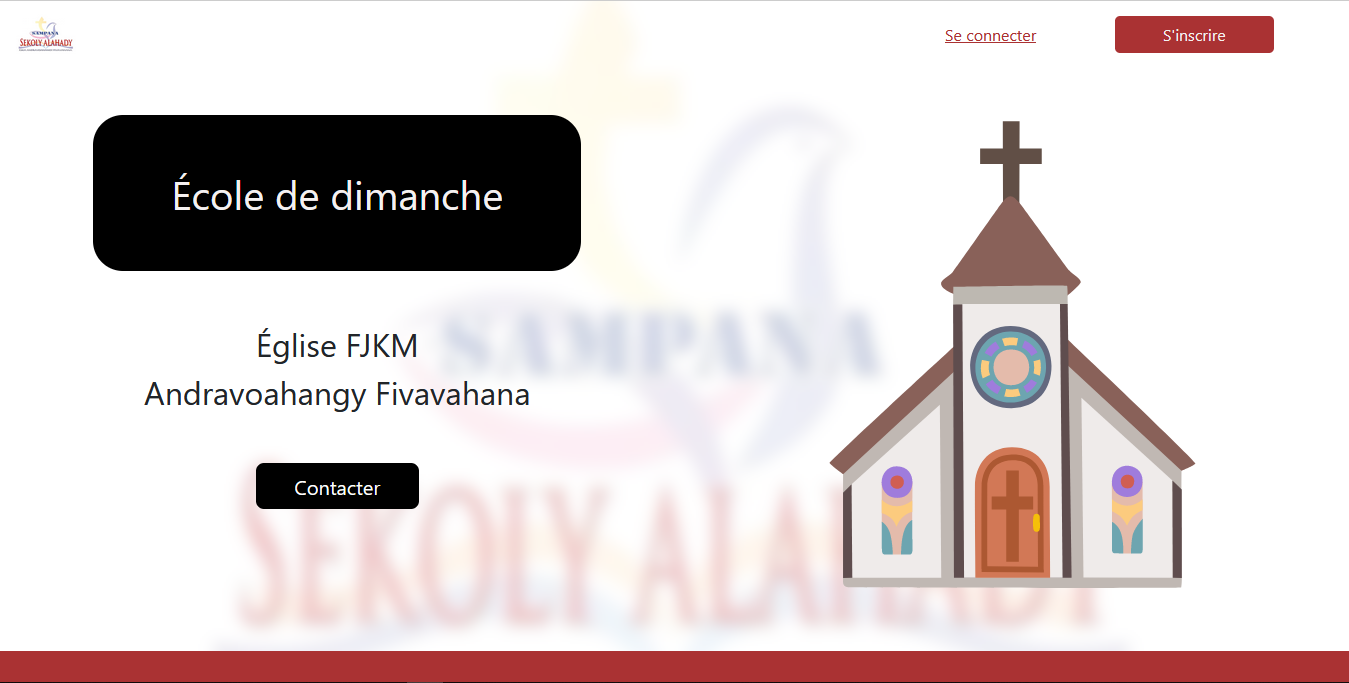 SAMPANA
SEKOLY ALAHADY
Se connecter
S'inscrire
École de dimanche
Église FJKM
Andravoahangy Fivavahana
Contacter
SAMPANA
SEKOLY ALAHADY